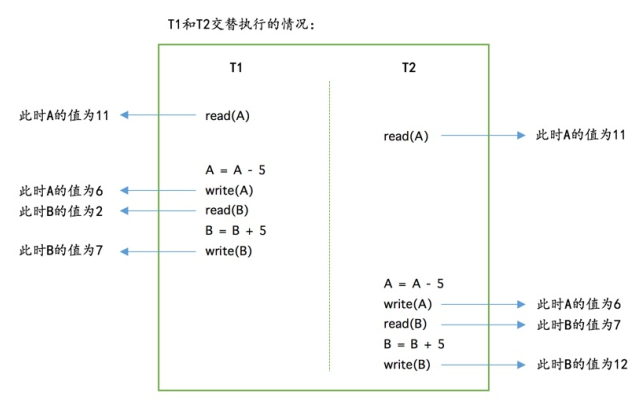 T1和T2交替执行的情况：
T1 T2
此时A的值为11 read(A)
read(A) 此时A的值为11
A = A - 5
此时A的值为6 write(A)
此时B的值为2 read(B)
B = B + 5
此时B的值为7 write(B)
A = A - 5
write(A) 此时A的值为6
read(B) 此时B的值为7
B = B + 5
write(B) 此时B的值为12